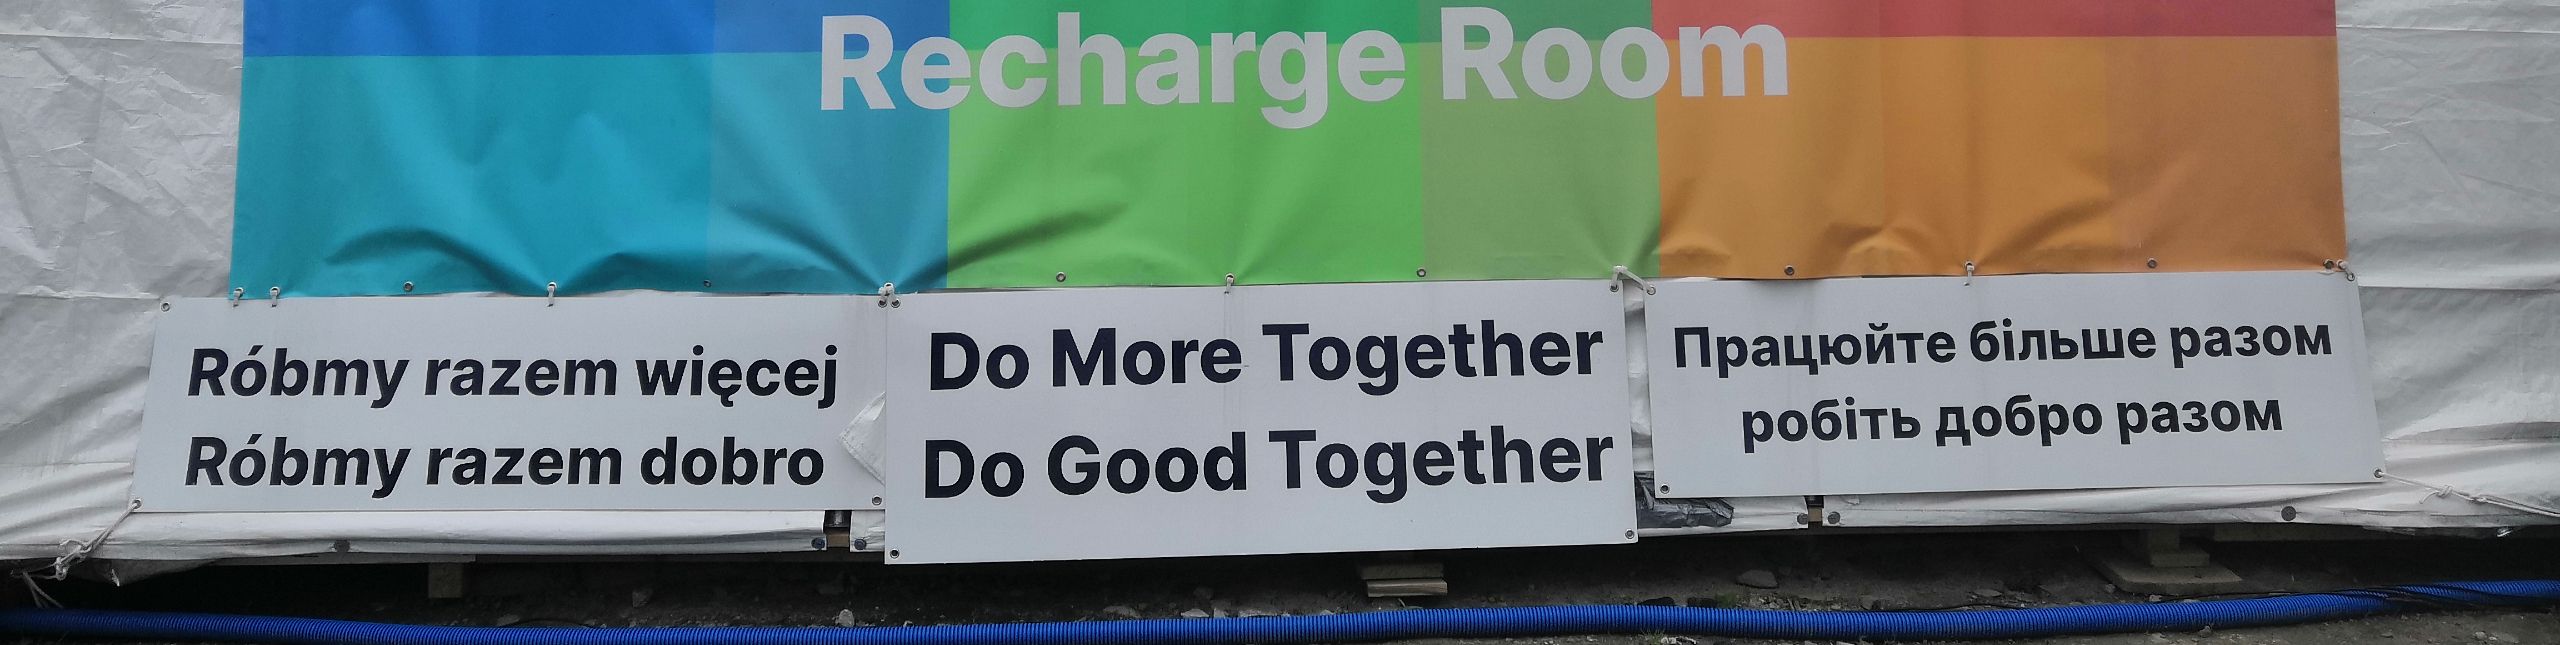 Recharge Room
Róbmy razem więcej
Róbmy razem dobro
Do More Together
Do Good Together
Працюйте більше разом
робіть добро разом